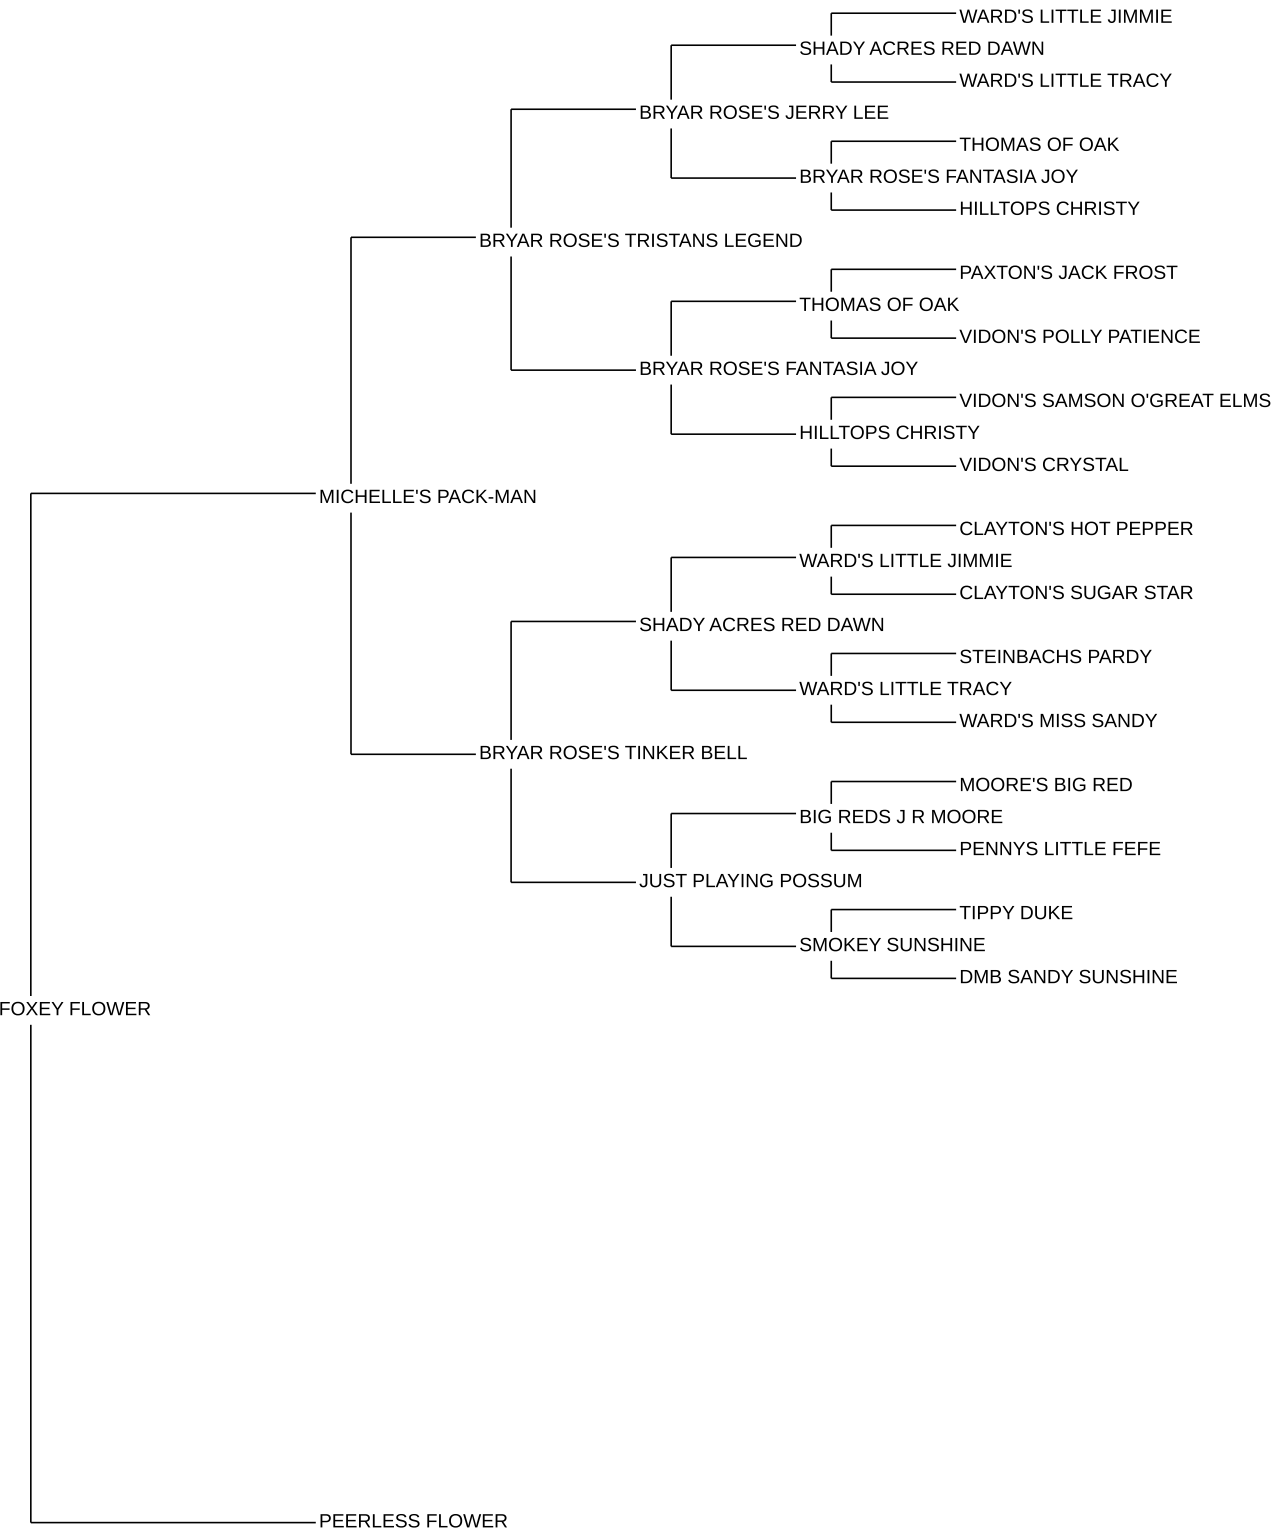 WARD'S LITTLE JIMMIE
SHADY ACRES RED DAWN
WARD'S LITTLE TRACY
BRYAR ROSE'S JERRY LEE
THOMAS OF OAK
BRYAR ROSE'S FANTASIA JOY
HILLTOPS CHRISTY
BRYAR ROSE'S TRISTANS LEGEND
PAXTON'S JACK FROST
THOMAS OF OAK
VIDON'S POLLY PATIENCE
BRYAR ROSE'S FANTASIA JOY
VIDON'S SAMSON O'GREAT ELMS
HILLTOPS CHRISTY
VIDON'S CRYSTAL
MICHELLE'S PACK-MAN
CLAYTON'S HOT PEPPER
WARD'S LITTLE JIMMIE
CLAYTON'S SUGAR STAR
SHADY ACRES RED DAWN
STEINBACHS PARDY
WARD'S LITTLE TRACY
WARD'S MISS SANDY
BRYAR ROSE'S TINKER BELL
MOORE'S BIG RED
BIG REDS J R MOORE
PENNYS LITTLE FEFE
JUST PLAYING POSSUM
TIPPY DUKE
SMOKEY SUNSHINE
DMB SANDY SUNSHINE
FOXEY FLOWER
PEERLESS FLOWER